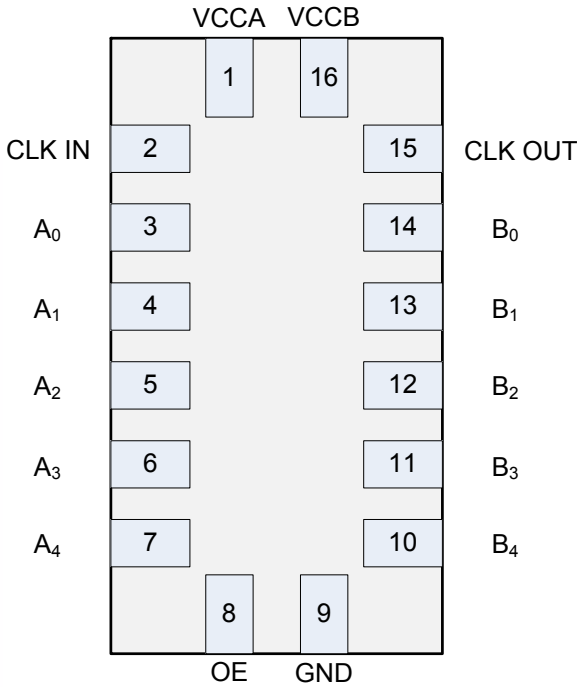 VCCA VCCB
1 16
CLK IN 2 15 CLK OUT
A₀ 3 14 B₀
A₁ 4 13 B₁
A₂ 5 12 B₂
A₃ 6 11 B₃
A₄ 7 10 B₄
8 9
OE GND